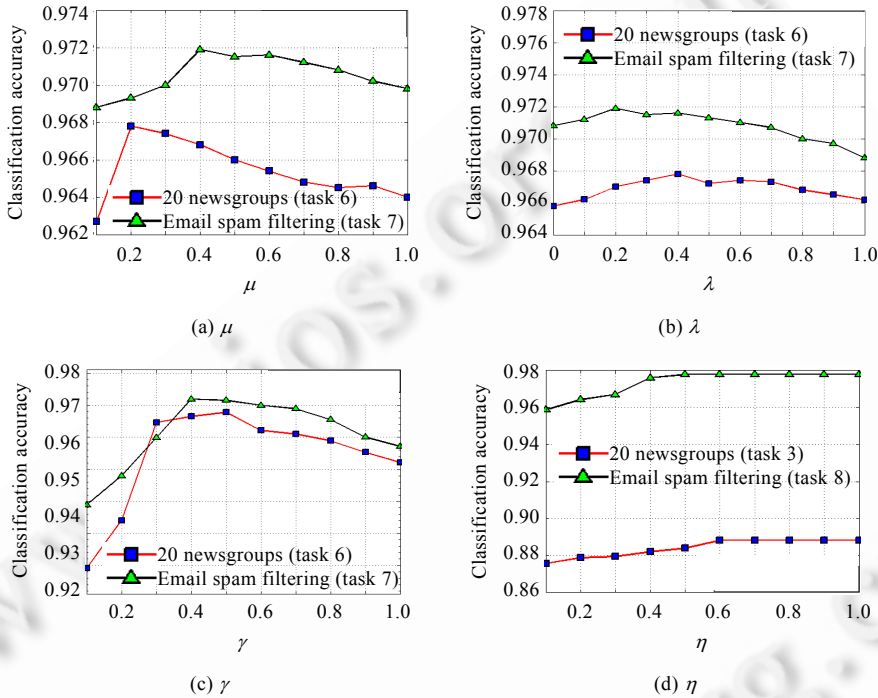 0.974
0.972
0.970
0.968
0.966
0.964
0.962
Classification accuracy
20 newsgroups (task 6)
Email spam filtering (task 7)
0.2 0.4 0.6 0.8 1.0
μ
(a) μ
0.978
0.976
0.974
0.972
0.970
0.968
0.966
0.964
Classification accuracy
20 newsgroups (task 6)
Email spam filtering (task 7)
0 0.2 0.4 0.6 0.8 1.0
λ
(b) λ
0.98
0.97
0.96
0.94
0.93
0.92
Classification accuracy
20 newsgroups (task 6)
Email spam filtering (task 7)
0.2 0.4 0.6 0.8 1.0
γ
(c) γ
0.98
0.96
0.94
0.92
0.90
0.88
0.86
Classification accuracy
20 newsgroups (task 3)
Email spam filtering (task 8)
0.2 0.4 0.6 0.8 1.0
η
(d) η